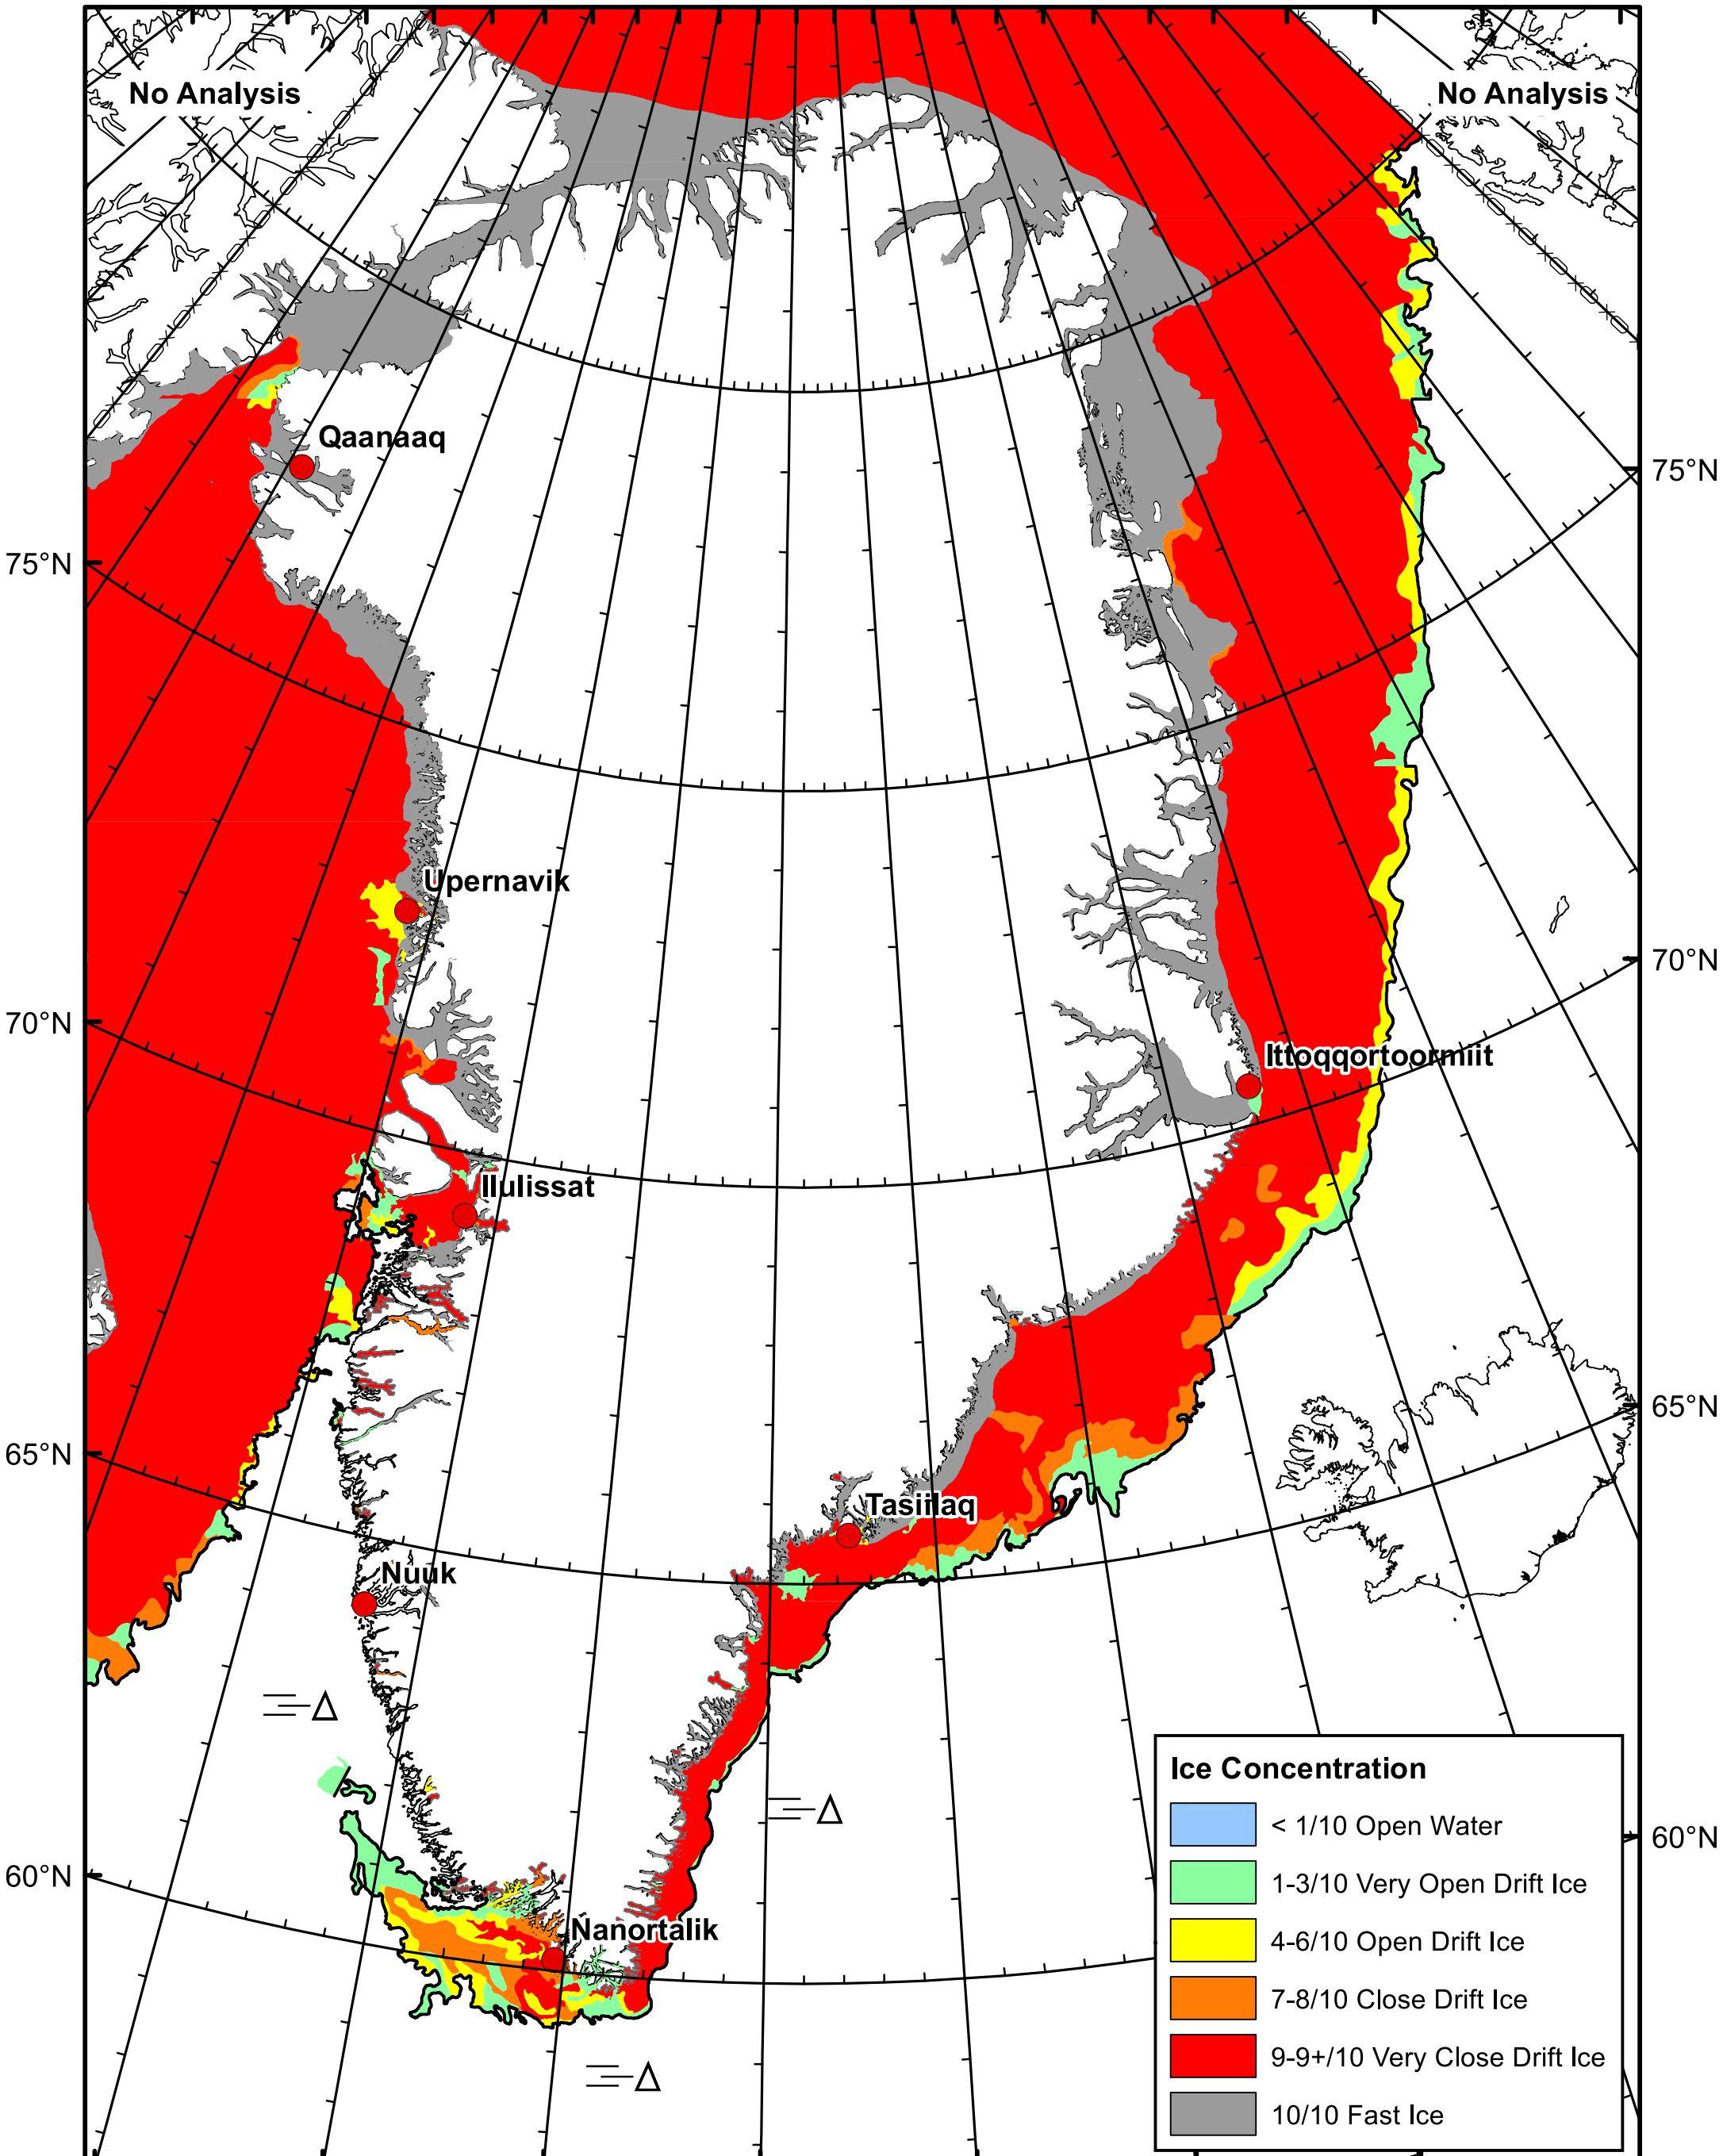 No Analysis
No Analysis
Qaanaaq
75°N
75°N
Upernavik
70°N
70°N
Ittoqqortoormiit
Ilulissat
65°N
65°N
Tasiilaq
Nuuk
60°N
60°N
Nanortalik
Ice Concentration
< 1/10 Open Water
1-3/10 Very Open Drift Ice
4-6/10 Open Drift Ice
7-8/10 Close Drift Ice
9-9+/10 Very Close Drift Ice
10/10 Fast Ice